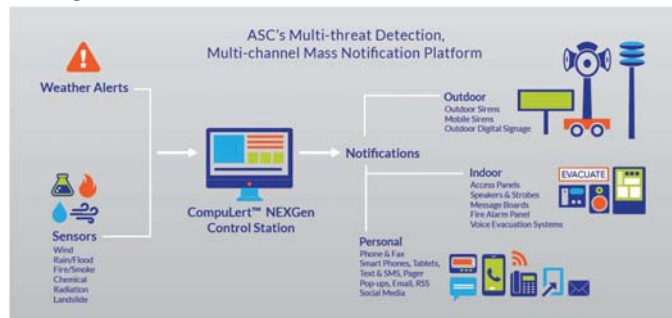 ASC's Multi-threat Detection,
Multi-channel Mass Notification Platform
Weather Alerts
Sensors
Wind
Rain/Flood
Fire/Smoke
Chemical
Radiation
Landslide
CompuLert™ NEXGen
Control Station
Notifications
Outdoor
Outdoor Sirens
Mobile Sirens
Outdoor Digital Signage
Indoor
Access Panels
Speakers & Strobes
Message Boards
Fire Alarm Panel
Voice Evacuation Systems
EVACUATE
Personal
Phone & Fax
Smart Phones, Tablets,
Text & SMS, Pager
Pop-ups, Email, RSS
Social Media